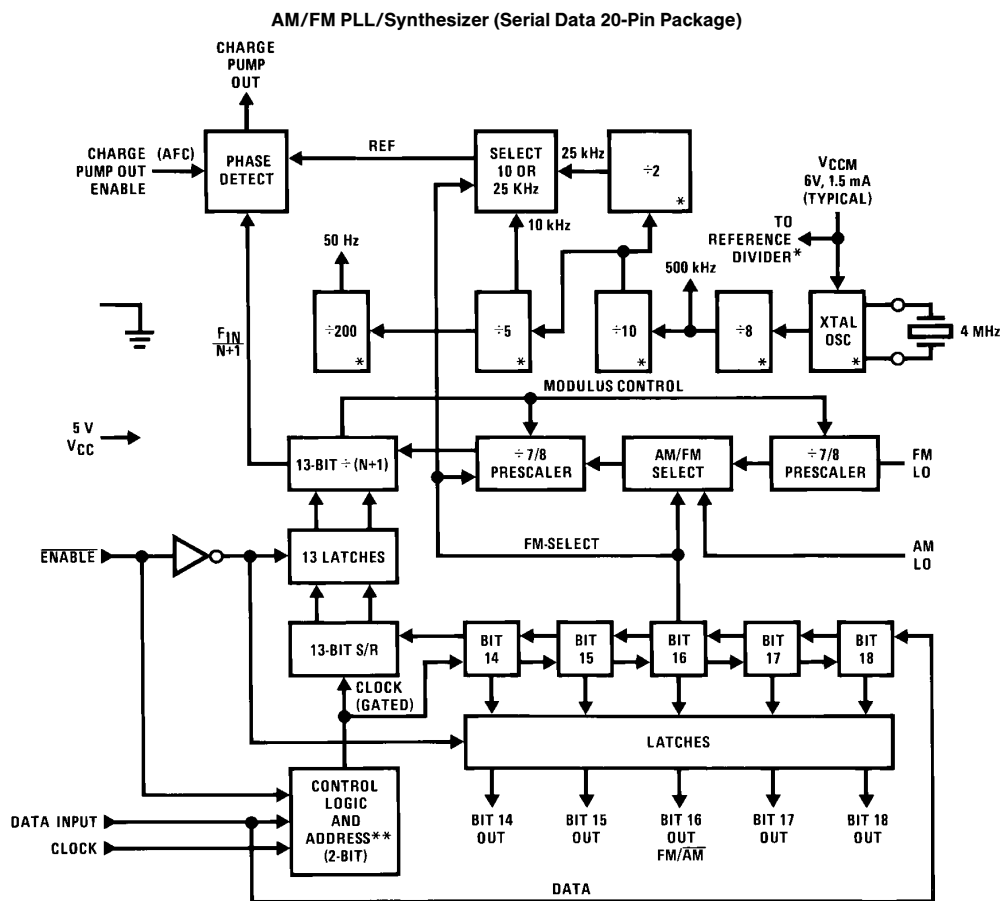 AM/FM PLL/Synthesizer (Serial Data 20-Pin Package)
CHARGE
PUMP
OUT
CHARGE (AFC)
PUMP OUT
ENABLE
PHASE
DETECT
REF
SELECT
10 OR
25 KHz
25 kHz
÷2
*
VCCM
6V, 1.5 mA
(TYPICAL)
TO
REFERENCE
DIVIDER*
10 kHz
50 Hz
500 kHz
÷200
*
÷5
*
÷10
*
÷8
*
XTAL
OSC
*
4 MHz
FIN
N+1
MODULUS CONTROL
5 V
VCC
13-BIT ÷(N+1)
÷ 7/8
PRESCALER
AM/FM
SELECT
÷ 7/8
PRESCALER
FM
LO
ENABLE
13 LATCHES
FM-SELECT
AM
LO
13-BIT S/R
BIT
14
BIT
15
BIT
16
BIT
17
BIT
18
CLOCK
(GATED)
LATCHES
CONTROL
LOGIC
AND
ADDRESS**
(2-BIT)
DATA INPUT
CLOCK
BIT 14
OUT
BIT 15
OUT
BIT 16
OUT
FM/AM
BIT 17
OUT
BIT 18
OUT
DATA